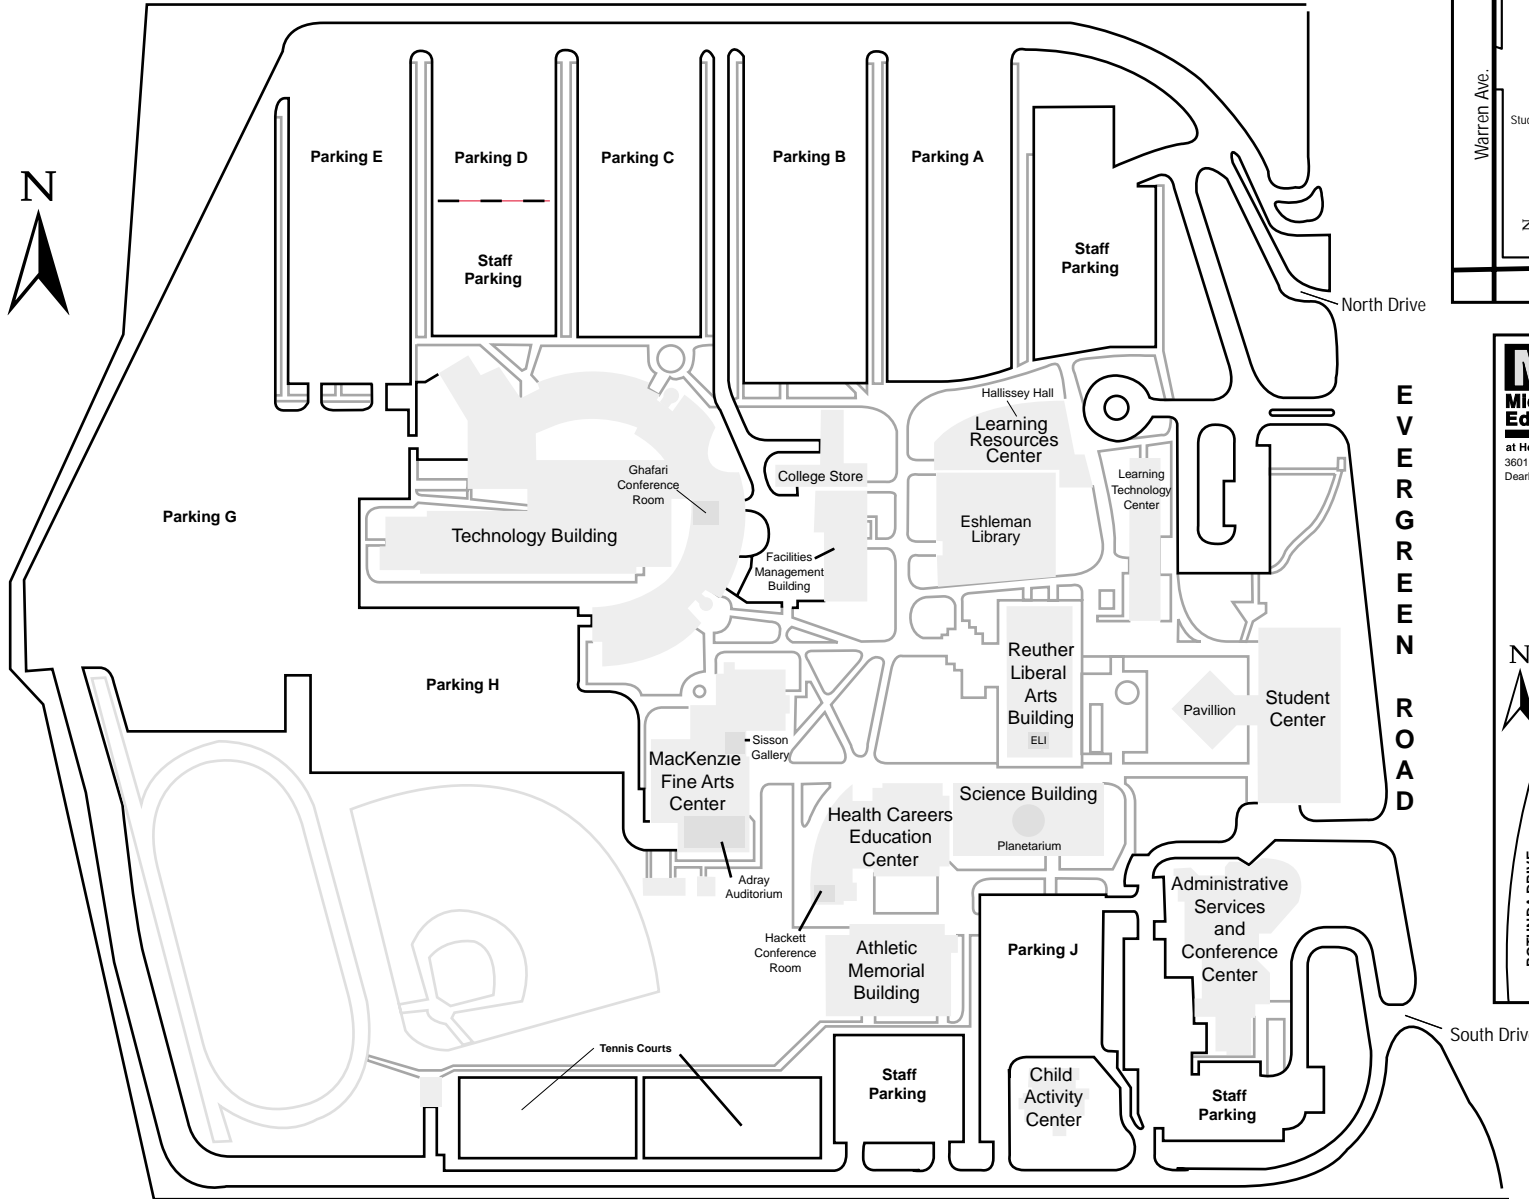 N
Parking E
Parking D
Parking C
Parking B
Parking A
Staff
Parking
Staff
Parking
North Drive
Warren Ave.
N
at
3601
EVERGREEN ROAD
Hallissey Hall
Learning
Resources
Center
Ghafari
Conference
Room
College Store
Learning
Technology
Center
Parking G
Technology Building
Eshleman
Library
Facilities
Management
Building
Reuther
Liberal
Arts
Building
ELI
Parking H
Pavillion
Student
Center
N
Sisson
Gallery
MacKenzie
Fine Arts
Center
Science Building
Planetarium
Health Careers
Education
Center
Adray
Auditorium
Administrative
Services
and
Conference
Center
Hackett
Conference
Room
Athletic
Memorial
Building
Parking J
South Drive
Tennis Courts
Staff
Parking
Child
Activity
Center
Staff
Parking